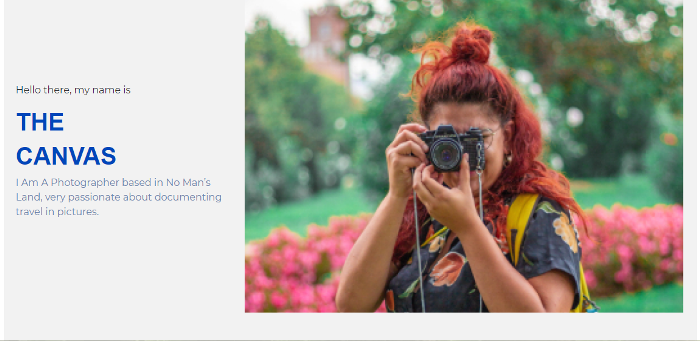 Hello there, my name is
THE
CANVAS
I Am A Photographer based in No Man's
Land, very passionate about documenting
travel in pictures.